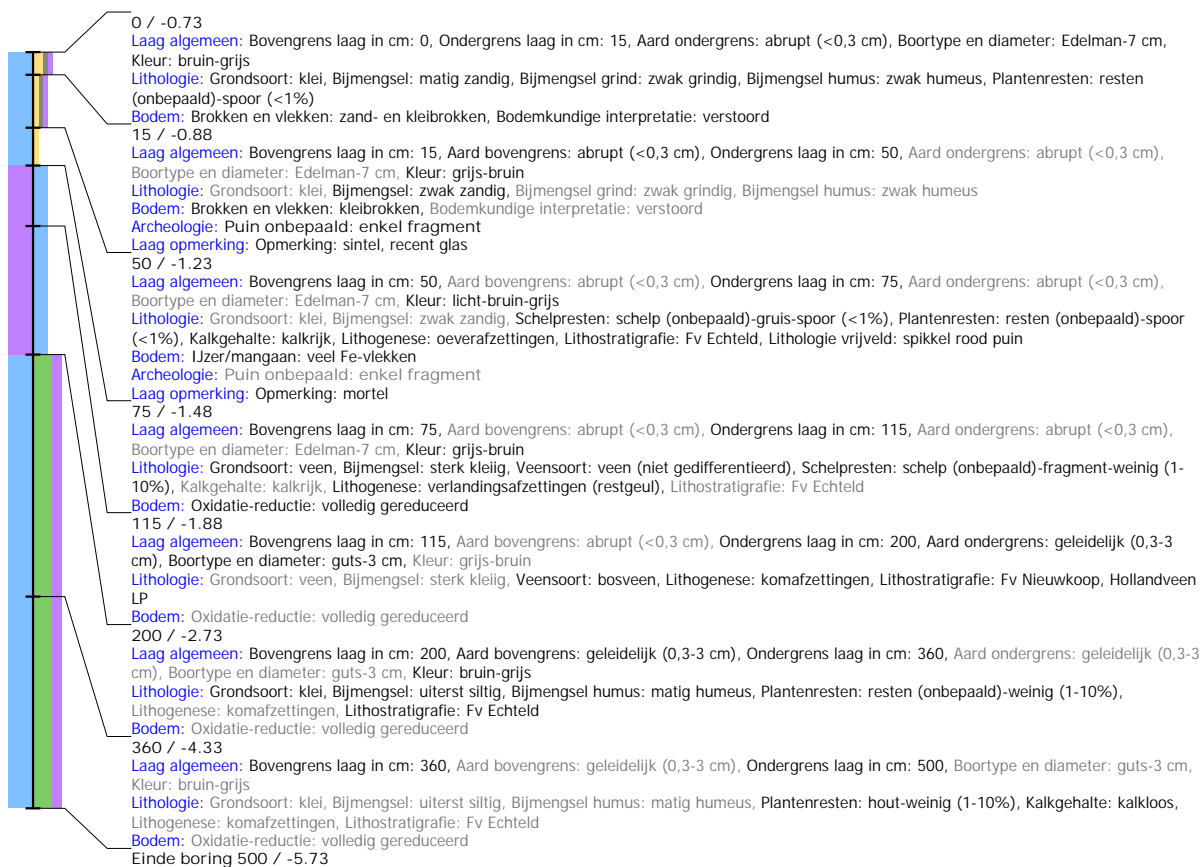 0 / -0.73
Laag algemeen: Bovengrens laag in cm: 0, Ondergrens laag in cm: 15, Aard ondergrens: abrupt (<0,3 cm), Boortype en diameter: Edelman-7 cm,
Kleur: bruin-grijs
Lithologie: Grondsoort: klei, Bijmengsel: matig zandig, Bijmengsel grind: zwak grindig, Bijmengsel humus: zwak humeus, Plantenresten: resten
(onbepaald)-spoor (<1%)
Bodem: Brokken en vlekken: zand- en kleibrokken, Bodemkundige interpretatie: verstoord
15 / -0.88
Laag algemeen: Bovengrens laag in cm: 15, Aard bovengrens: abrupt (<0,3 cm), Ondergrens laag in cm: 50, Aard ondergrens: abrupt (<0,3 cm),
Boortype en diameter: Edelman-7 cm, Kleur: grijs-bruin
Lithologie: Grondsoort: klei, Bijmengsel: zwak zandig, Bijmengsel grind: zwak grindig, Bijmengsel humus: zwak humeus
Bodem: Brokken en vlekken: kleibrokken, Bodemkundige interpretatie: verstoord
Archeologie: Puin onbepaald: enkel fragment
Laag opmerking: Opmerking: sintel, recent glas
50 / -1.23
Laag algemeen: Bovengrens laag in cm: 50, Aard bovengrens: abrupt (<0,3 cm), Ondergrens laag in cm: 75, Aard ondergrens: abrupt (<0,3 cm),
Boortype en diameter: Edelman-7 cm, Kleur: licht-bruin-grijs
Lithologie: Grondsoort: klei, Bijmengsel: zwak zandig, Schelpresten: schelp (onbepaald)-gruis-spoor (<1%), Plantenresten: resten (onbepaald)-spoor
(<1%), Kalkgehalte: kalkrijk, Lithogenese: oeverafzettingen, Lithostratigrafie: Fv Echteld, Lithologie vrijveld: spikkel rood puin
Bodem: IJzer/mangaan: veel Fe-vlekken
Archeologie: Puin onbepaald: enkel fragment
Laag opmerking: Opmerking: mortel
75 / -1.48
Laag algemeen: Bovengrens laag in cm: 75, Aard bovengrens: abrupt (<0,3 cm), Ondergrens laag in cm: 115, Aard ondergrens: abrupt (<0,3 cm),
Boortype en diameter: Edelman-7 cm, Kleur: grijs-bruin
Lithologie: Grondsoort: veen, Bijmengsel: sterk kleiig, Veensoort: veen (niet gedifferentieerd), Schelpresten: schelp (onbepaald)-fragment-weinig (1-
10%), Kalkgehalte: kalkrijk, Lithogenese: verlandingsafzettingen (restgeul), Lithostratigrafie: Fv Echteld
Bodem: Oxidatie-reductie: volledig gereduceerd
115 / -1.88
Laag algemeen: Bovengrens laag in cm: 115, Aard bovengrens: abrupt (<0,3 cm), Ondergrens laag in cm: 200, Aard ondergrens: geleidelijk (0,3-3
cm), Boortype en diameter: guts-3 cm, Kleur: grijs-bruin
Lithologie: Grondsoort: veen, Bijmengsel: sterk kleiig, Veensoort: bosveen, Lithogenese: komafzettingen, Lithostratigrafie: Fv Nieuwkoop, Hollandveen
LP
Bodem: Oxidatie-reductie: volledig gereduceerd
200 / -2.73
Laag algemeen: Bovengrens laag in cm: 200, Aard bovengrens: geleidelijk (0,3-3 cm), Ondergrens laag in cm: 360, Aard ondergrens: geleidelijk (0,3-3
cm), Boortype en diameter: guts-3 cm, Kleur: bruin-grijs
Lithologie: Grondsoort: klei, Bijmengsel: uiterst siltig, Bijmengsel humus: matig humeus, Plantenresten: resten (onbepaald)-weinig (1-10%),
Lithogenese: komafzettingen, Lithostratigrafie: Fv Echteld
Bodem: Oxidatie-reductie: volledig gereduceerd
360 / -4.33
Laag algemeen: Bovengrens laag in cm: 360, Aard bovengrens: geleidelijk (0,3-3 cm), Ondergrens laag in cm: 500, Boortype en diameter: guts-3 cm,
Kleur: bruin-grijs
Lithologie: Grondsoort: klei, Bijmengsel: uiterst siltig, Bijmengsel humus: matig humeus, Plantenresten: hout-weinig (1-10%), Kalkgehalte: kalkloos,
Lithogenese: komafzettingen, Lithostratigrafie: Fv Echteld
Bodem: Oxidatie-reductie: volledig gereduceerd
Einde boring 500 / -5.73